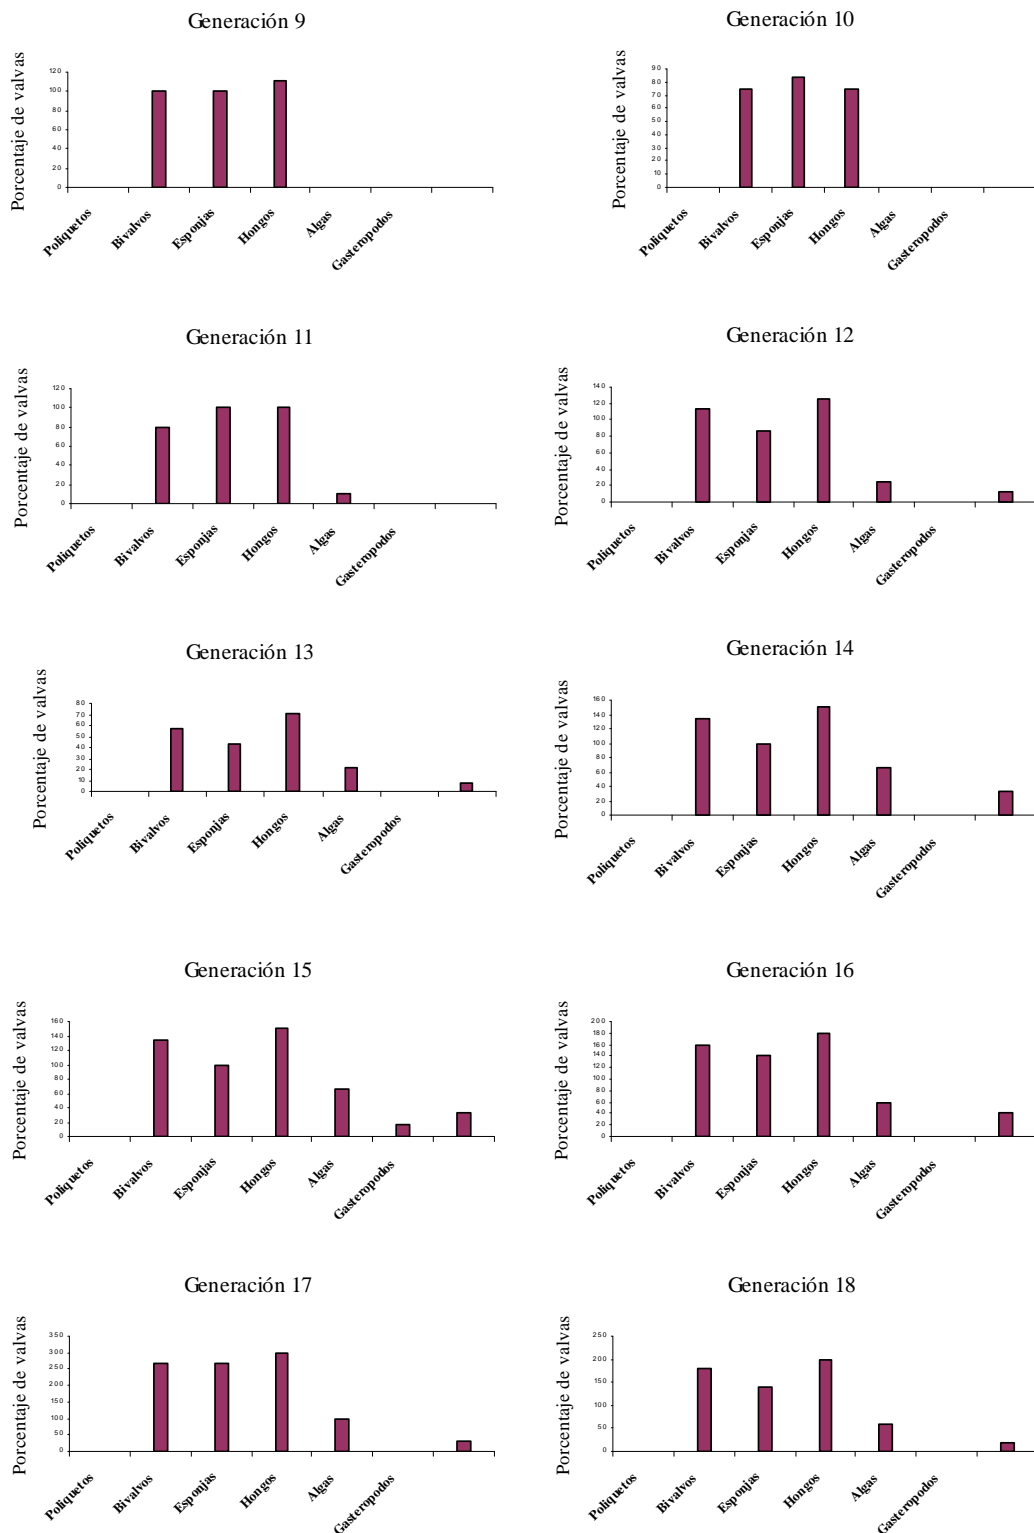 Generación 9
Porcentaje de valvas
120
100
80
60
40
20
0
Poliquetos
Bivalvos
Esponjas
Hongos
Algas
Gasteropodos
Generación 10
Porcentaje de valvas
90
80
70
60
50
40
30
20
10
0
Poliquetos
Bivalvos
Esponjas
Hongos
Algas
Gasteropodos
Generación 11
Porcentaje de valvas
120
100
80
60
40
20
0
Poliquetos
Bivalvos
Esponjas
Hongos
Algas
Gasteropodos
Generación 12
Porcentaje de valvas
140
120
100
80
60
40
20
0
Poliquetos
Bivalvos
Esponjas
Hongos
Algas
Gasteropodos
Generación 13
Porcentaje de valvas
80
70
60
50
40
30
20
10
0
Poliquetos
Bivalvos
Esponjas
Hongos
Algas
Gasteropodos
Generación 14
Porcentaje de valvas
160
140
120
100
80
60
40
20
0
Poliquetos
Bivalvos
Esponjas
Hongos
Algas
Gasteropodos
Generación 15
Porcentaje de valvas
160
140
120
100
80
60
40
20
0
Poliquetos
Bivalvos
Esponjas
Hongos
Algas
Gasteropodos
Generación 16
Porcentaje de valvas
200
180
160
140
120
100
80
60
40
20
0
Poliquetos
Bivalvos
Esponjas
Hongos
Algas
Gasteropodos
Generación 17
Porcentaje de valvas
350
300
250
200
150
100
50
0
Poliquetos
Bivalvos
Esponjas
Hongos
Algas
Gasteropodos
Generación 18
Porcentaje de valvas
250
200
150
100
50
0
Poliquetos
Bivalvos
Esponjas
Hongos
Algas
Gasteropodos